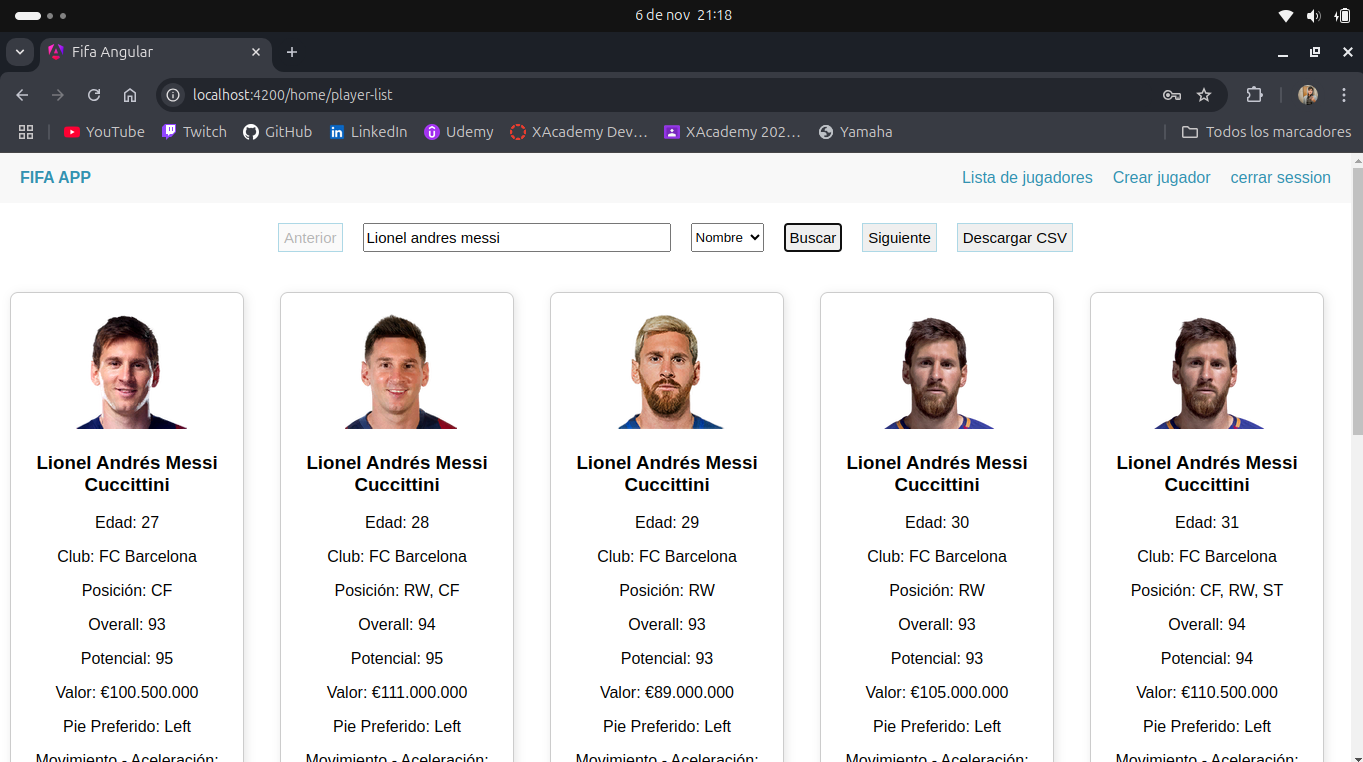 6 de nov 21:18
Fifa Angular
localhost:4200/home/player-list
YouTube Twitch GitHub LinkedIn Udemy XAcademy Dev… XAcademy 202… Yamaha Todos los marcadores
FIFA APP Lista de jugadores Crear jugador cerrar session
Anterior Lionel andres messi Nombre Buscar Siguiente Descargar CSV
Lionel Andrés Messi
Cuccittini
Edad: 27
Club: FC Barcelona
Posición: CF
Overall: 93
Potencial: 95
Valor: €100.500.000
Pie Preferido: Left
Movimiento - Aceleración:
Lionel Andrés Messi
Cuccittini
Edad: 28
Club: FC Barcelona
Posición: RW, CF
Overall: 94
Potencial: 95
Valor: €111.000.000
Pie Preferido: Left
Movimiento - Aceleración:
Lionel Andrés Messi
Cuccittini
Edad: 29
Club: FC Barcelona
Posición: RW
Overall: 93
Potencial: 93
Valor: €89.000.000
Pie Preferido: Left
Movimiento - Aceleración:
Lionel Andrés Messi
Cuccittini
Edad: 30
Club: FC Barcelona
Posición: RW
Overall: 93
Potencial: 93
Valor: €105.000.000
Pie Preferido: Left
Movimiento - Aceleración:
Lionel Andrés Messi
Cuccittini
Edad: 31
Club: FC Barcelona
Posición: CF, RW, ST
Overall: 94
Potencial: 94
Valor: €110.500.000
Pie Preferido: Left
Movimiento - Aceleración: